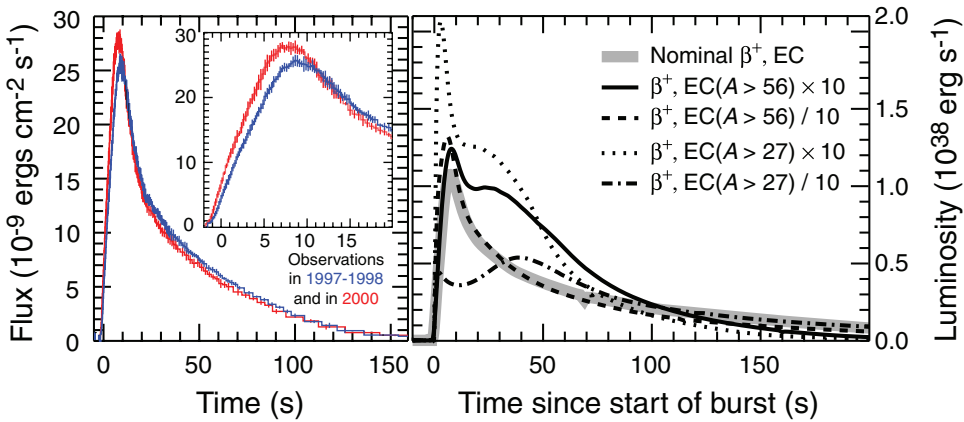 Flux (10⁻⁹ ergs cm⁻² s⁻¹)
30
25
20
15
10
5
0
0
50
100
150
Time (s)
30
20
10
0
0
5
10
15
Observations
in 1997-1998
and in 2000
Nominal β⁺, EC
β⁺, EC(A > 56) × 10
β⁺, EC(A > 56) / 10
β⁺, EC(A > 27) × 10
β⁺, EC(A > 27) / 10
2.0
1.5
1.0
0.5
0.0
0
50
100
150
Time since start of burst (s)
Luminosity (10³⁸ erg s⁻¹)